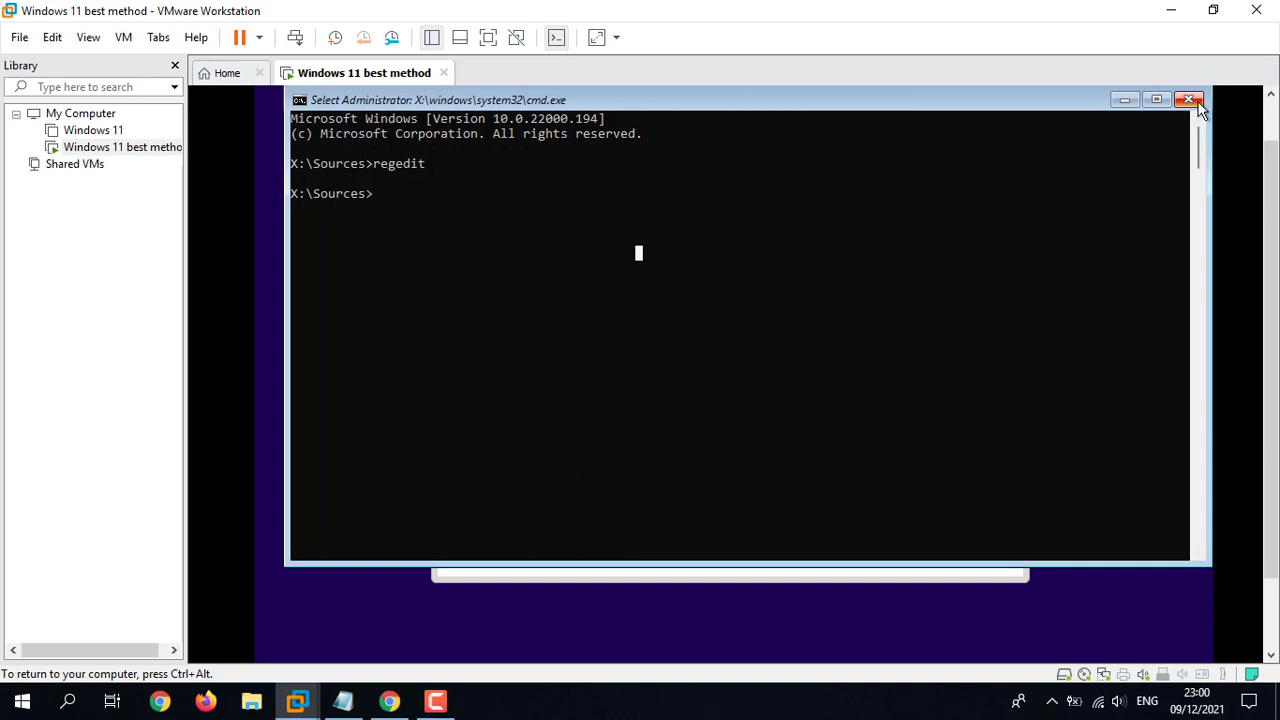 Windows 11 best method - VMware Workstation
File Edit View VM Tabs Help
Library
Type here to search
My Computer
Windows 11
Windows 11 best metho
Shared VMs
Home
Windows 11 best method
Select Administrator: X:\windows\system32\cmd.exe
Microsoft Windows [Version 10.0.22000.194]
(c) Microsoft Corporation. All rights reserved.
X:\Sources>regedit
X:\Sources>
To return to your computer, press Ctrl+Alt.
ENG
23:00
09/12/2021